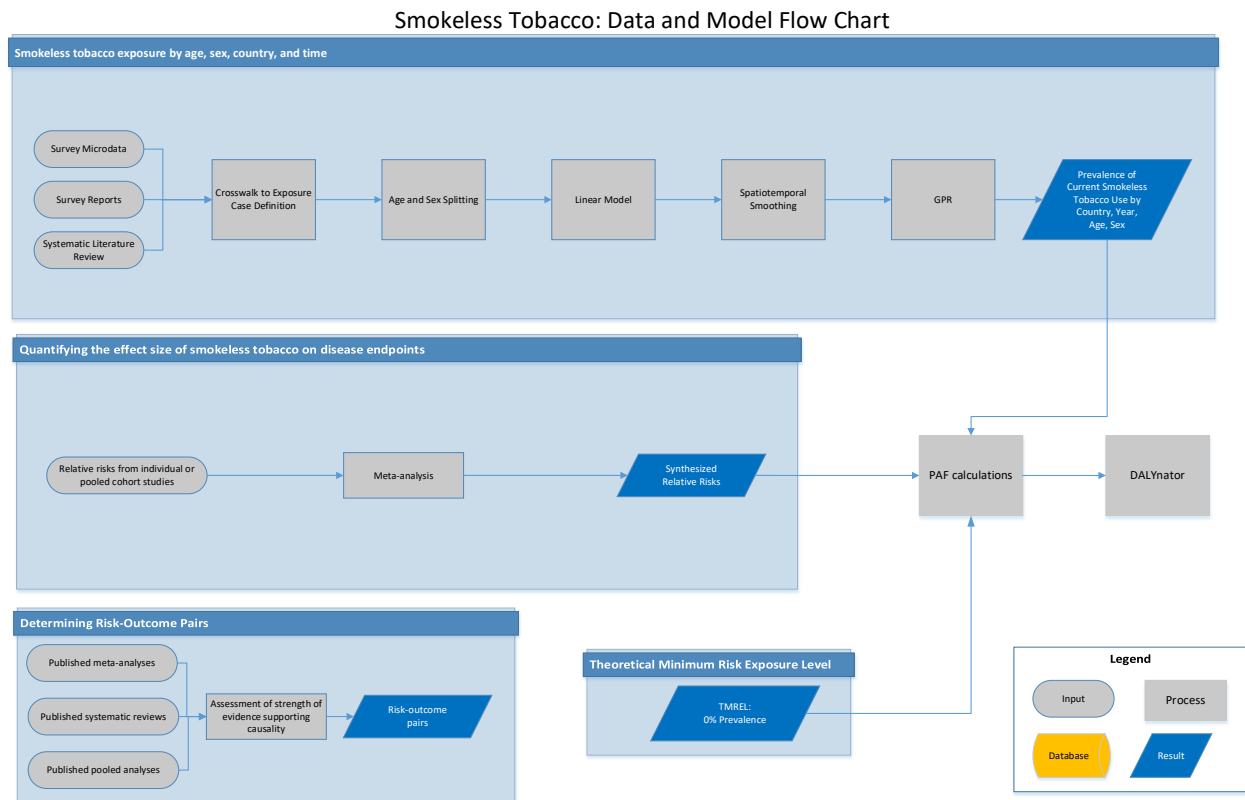 Smokeless Tobacco: Data and Model Flow Chart
Smokeless tobacco exposure by age, sex, country, and time
Survey Microdata
Survey Reports
Systematic Literature
Review
Crosswalk to Exposure
Case Definition
Age and Sex Splitting
Linear Model
Spatiotemporal
Smoothing
GPR
Prevalence of
Current Smokeless
Tobacco Use by
Country, Year,
Age, Sex
Quantifying the effect size of smokeless tobacco on disease endpoints
Relative risks from individual or
pooled cohort studies
Meta-analysis
Synthesized
Relative Risks
PAF calculations
DALYnator
Determining Risk-Outcome Pairs
Published meta-analyses
Published systematic reviews
Published pooled analyses
Assessment of strength of
evidence supporting
causality
Risk-outcome
pairs
Theoretical Minimum Risk Exposure Level
TMREL:
0% Prevalence
Legend
Input
Process
Database
Result